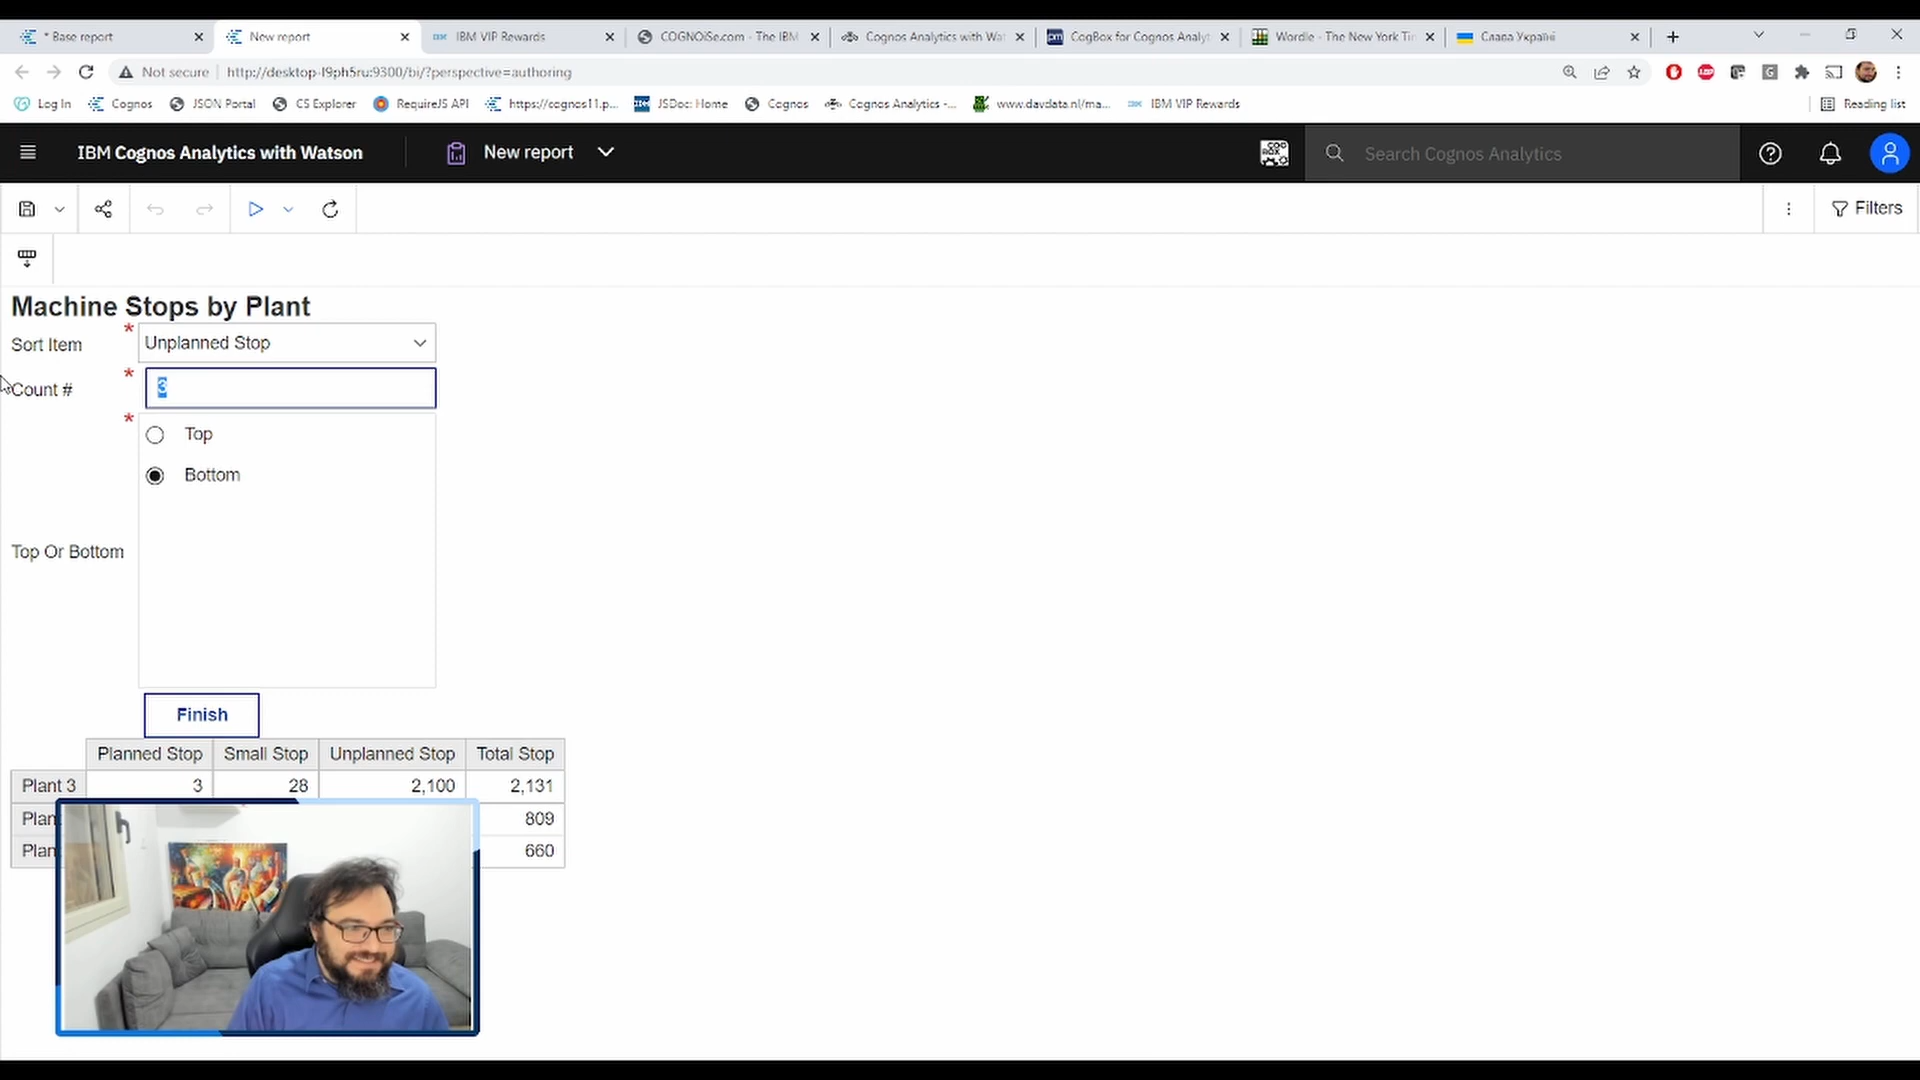 * Base report
New report
IBM VIP Rewards
COGNOiSe.com - The IBM
Cognos Analytics with Wat
CogBox for Cognos Analyt
Wordle - The New York Tin
Слава Україні
Not secure
http://desktop-l9ph5ru:9300/bi/?perspective=authoring
Log In
Cognos
JSON Portal
CS Explorer
RequireJS API
https://cognos11.p...
JSDoc: Home
Cognos
Cognos Analytics -...
www.davdata.nl/ma...
IBM VIP Rewards
Reading list
IBM Cognos Analytics with Watson
New report
Search Cognos Analytics
Filters
Machine Stops by Plant
Sort Item
* Unplanned Stop
Count #
* 3
*
Top
Bottom
Top Or Bottom
Finish
Planned Stop Small Stop Unplanned Stop Total Stop
Plant 3 3 28 2,100 2,131
Plan 809
Plan 660